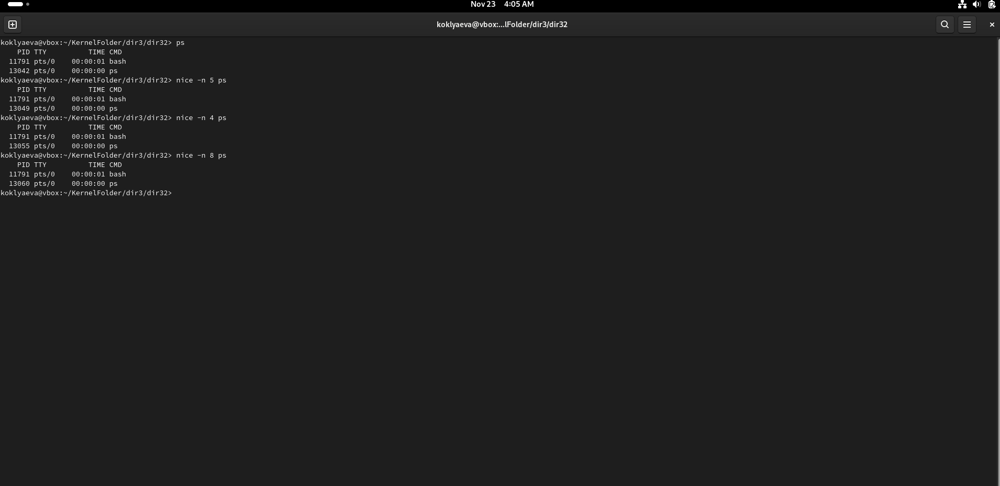 Nov 23 4:05 AM
koklyaeva@vbox:...lFolder/dir3/dir32
koklyaeva@vbox:~/KernelFolder/dir3/dir32> ps
    PID TTY          TIME CMD
  11791 pts/0    00:00:01 bash
  13042 pts/0    00:00:00 ps
koklyaeva@vbox:~/KernelFolder/dir3/dir32> nice -n 5 ps
    PID TTY          TIME CMD
  11791 pts/0    00:00:01 bash
  13049 pts/0    00:00:00 ps
koklyaeva@vbox:~/KernelFolder/dir3/dir32> nice -n 4 ps
    PID TTY          TIME CMD
  11791 pts/0    00:00:01 bash
  13055 pts/0    00:00:00 ps
koklyaeva@vbox:~/KernelFolder/dir3/dir32> nice -n 8 ps
    PID TTY          TIME CMD
  11791 pts/0    00:00:01 bash
  13060 pts/0    00:00:00 ps
koklyaeva@vbox:~/KernelFolder/dir3/dir32>